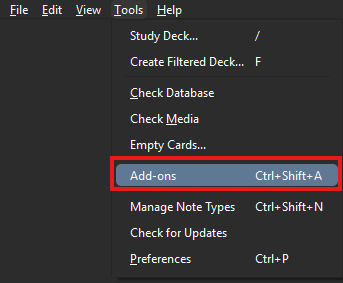 File Edit View Tools Help
Study Deck... /
Create Filtered Deck... F
Check Database
Check Media
Empty Cards...
Add-ons Ctrl+Shift+A
Manage Note Types Ctrl+Shift+N
Check for Updates
Preferences Ctrl+P